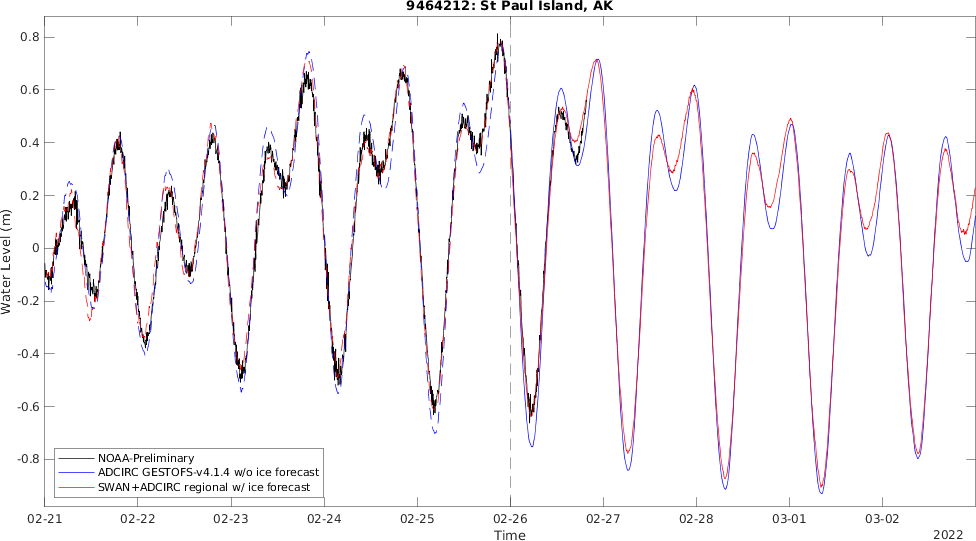 9464212: St Paul Island, AK
Water Level (m)
0.8
0.6
0.4
0.2
0
-0.2
-0.4
-0.6
-0.8
NOAA-Preliminary
ADCIRC GESTOFS-v4.1.4 w/o ice forecast
SWAN+ADCIRC regional w/ ice forecast
02-21 02-22 02-23 02-24 02-25 02-26 02-27 02-28 03-01 03-02
Time
2022